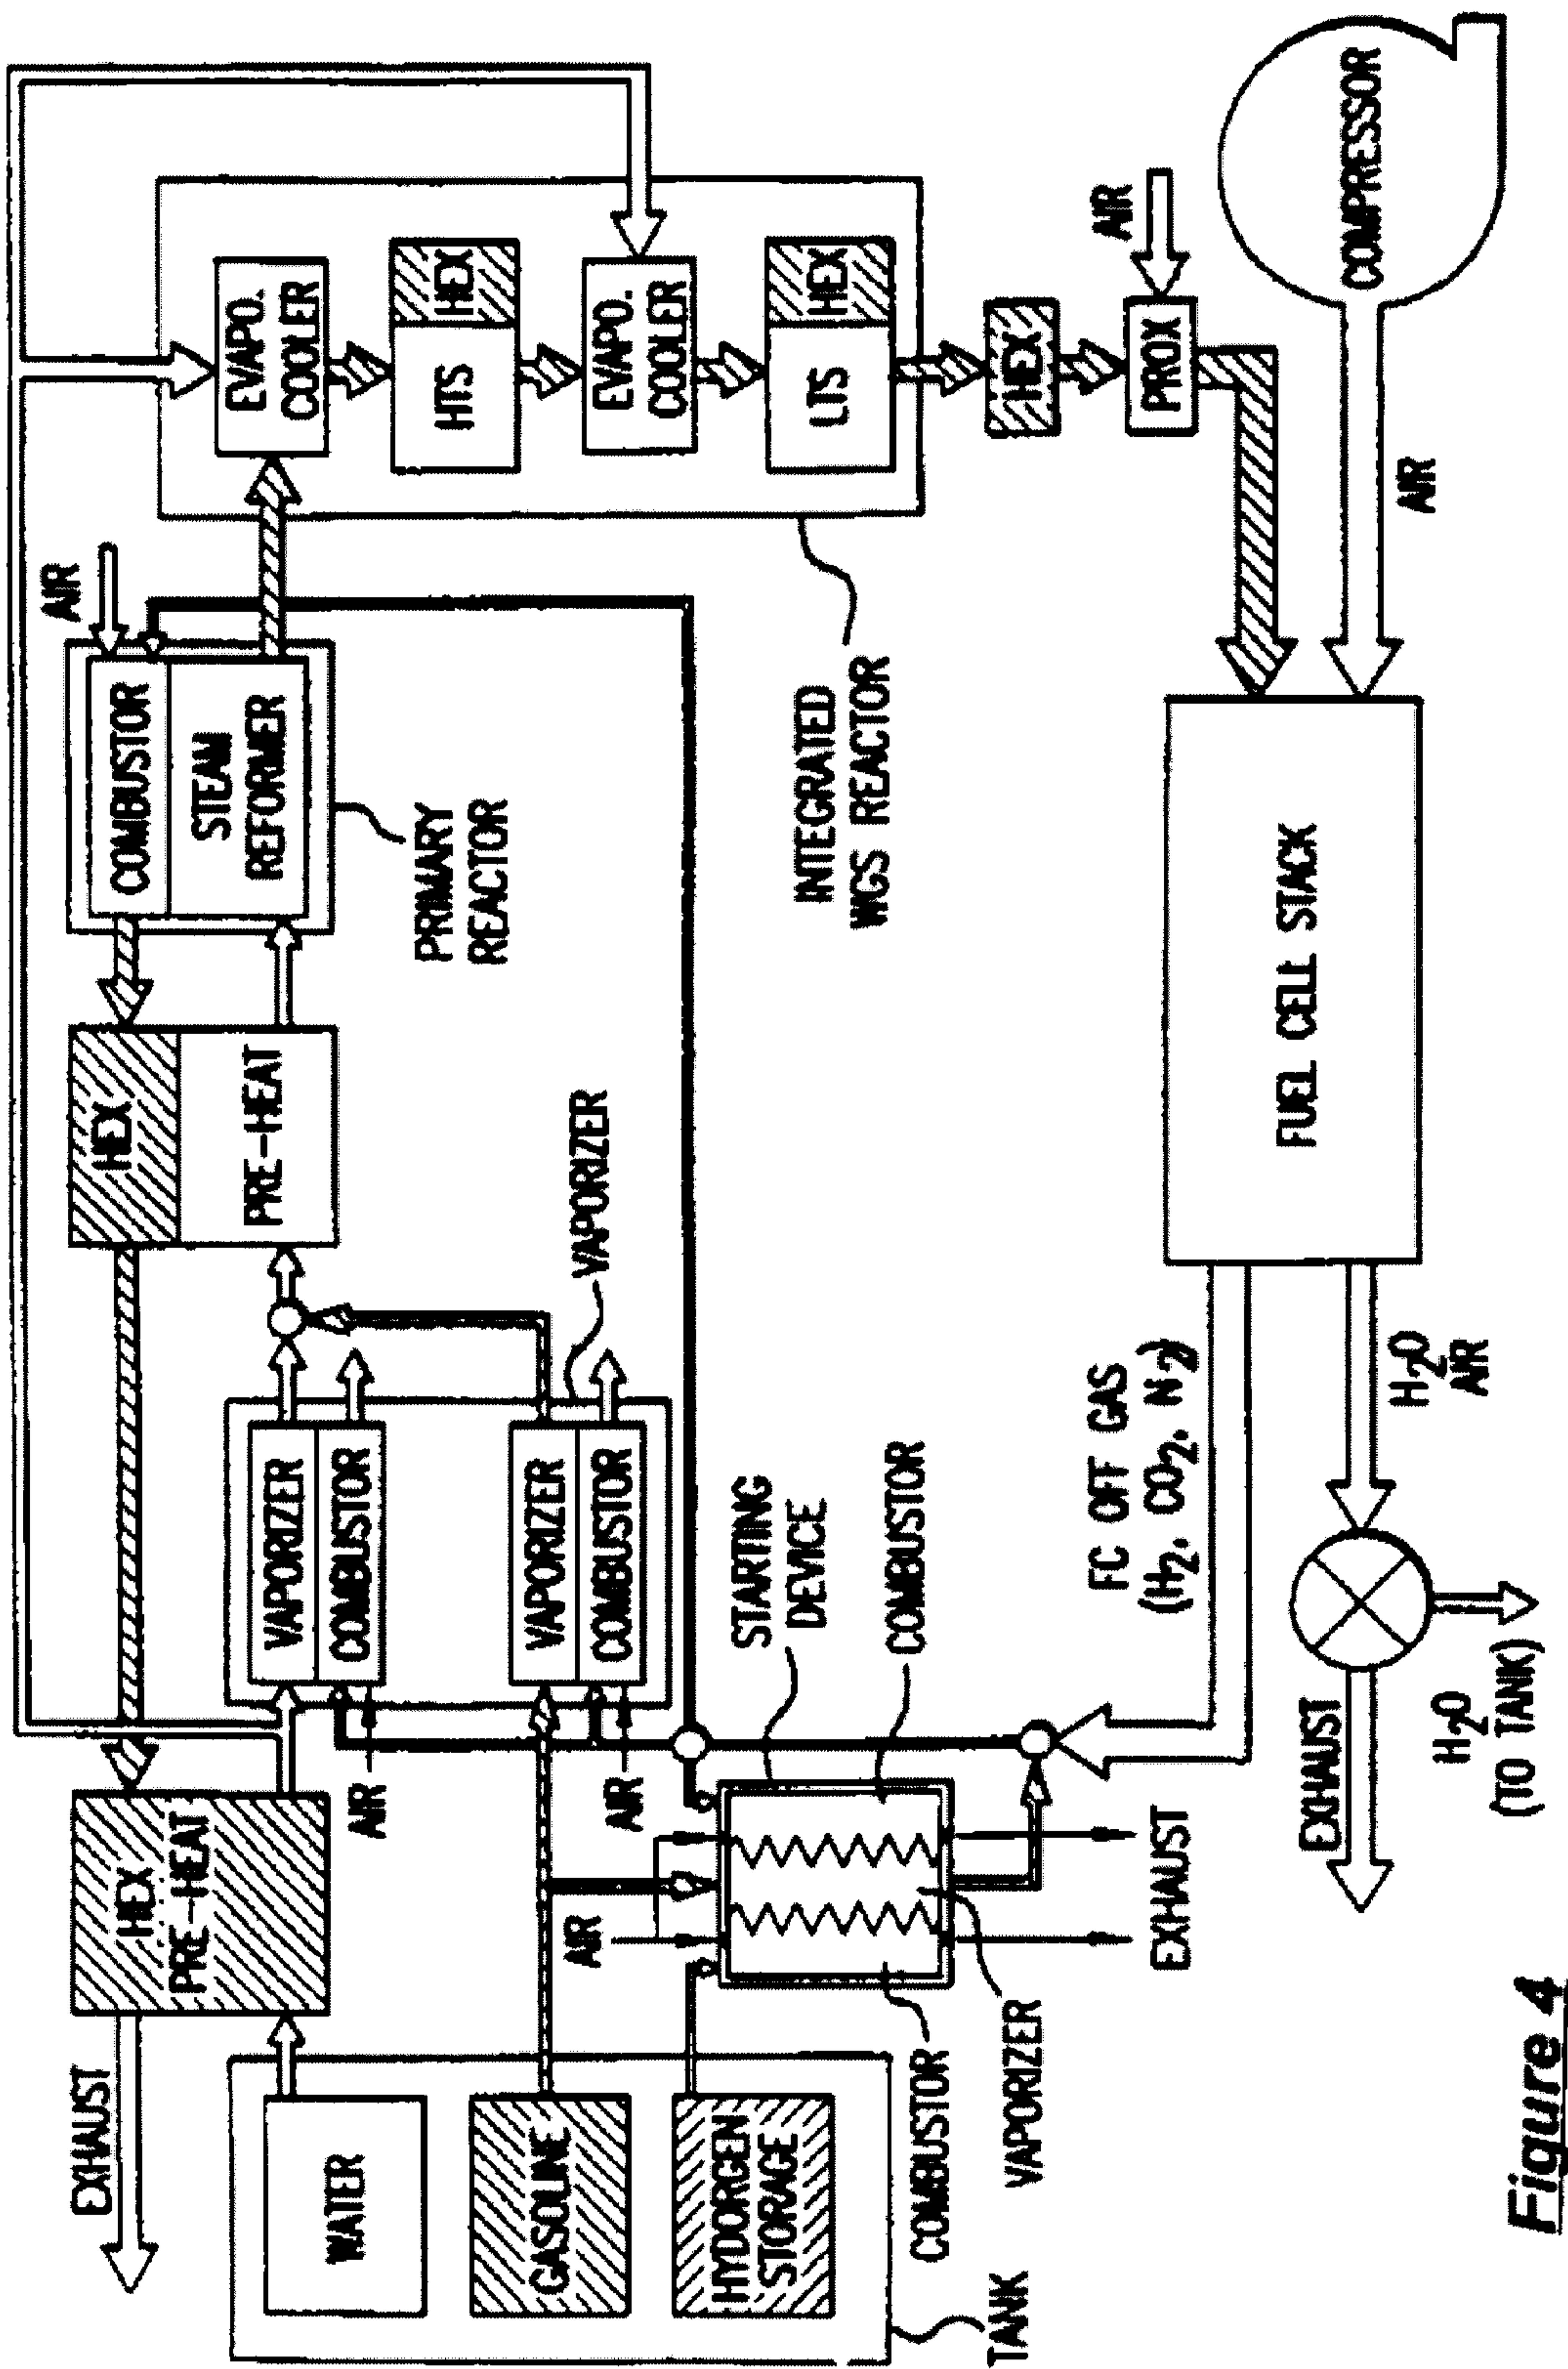 EXHAUST
HEX
PRE-HEAT
WATER
GASOLINE
HYDORGEN
STORAGE
TANK
AIR
AIR
VAPORIZER
COMBUSTOR
VAPORIZER
COMBUSTOR
VAPORIZER
HEX
PRE-HEAT
AIR
COMBUSTOR
STEAM
REFORMER
PRIMARY
REACTOR
EVAPO.
COOLER
HTS
HEX
EVAPO.
COOLER
LTS
HEX
INTEGRATED
WGS REACTOR
HEX
AIR
PROX
AIR
STARTING
DEVICE
COMBUSTOR
COMBUSTOR
VAPORIZER
EXHAUST
FC OFF GAS
(H2. CO2. N2)
FUEL CELL STACK
AIR
COMPRESSOR
EXHAUST
H2O
AIR
H2O
(TO TANK)
Figure 4